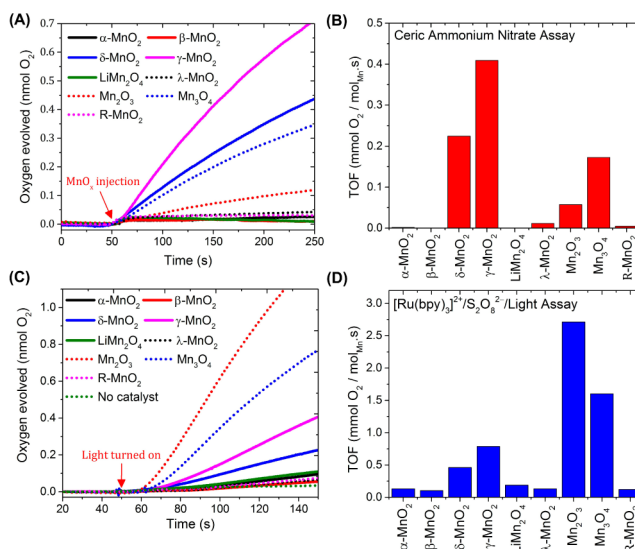 (A)
0.7
0.6
0.5
0.4
0.3
0.2
0.1
0.0
Oxygen evolved (nmol O₂)
α-MnO₂ β-MnO₂
δ-MnO₂ γ-MnO₂
LiMn₂O₄ λ-MnO₂
Mn₂O₃ Mn₃O₄
R-MnO₂
MnOₓ injection
0 50 100 150 200 250
Time (s)
(B)
Ceric Ammonium Nitrate Assay
0.5
0.4
0.3
0.2
0.1
0.0
TOF (mmol O₂ / molMn.s)
α-MnO₂
β-MnO₂
δ-MnO₂
γ-MnO₂
LiMn₂O₄
λ-MnO₂
Mn₂O₃
Mn₃O₄
R-MnO₂
(C)
1.0
0.8
0.6
0.4
0.2
0.0
Oxygen evolved (nmol O₂)
α-MnO₂ β-MnO₂
δ-MnO₂ γ-MnO₂
LiMn₂O₄ λ-MnO₂
Mn₂O₃ Mn₃O₄
R-MnO₂
No catalyst
Light turned on
20 40 60 80 100 120 140
Time (s)
(D)
[Ru(bpy)₃]²⁺/S₂O₈²⁻/Light Assay
3.0
2.5
2.0
1.5
1.0
0.5
0.0
TOF (mmol O₂ / molMn.s)
α-MnO₂
β-MnO₂
δ-MnO₂
γ-MnO₂
LiMn₂O₄
λ-MnO₂
Mn₂O₃
Mn₃O₄
R-MnO₂